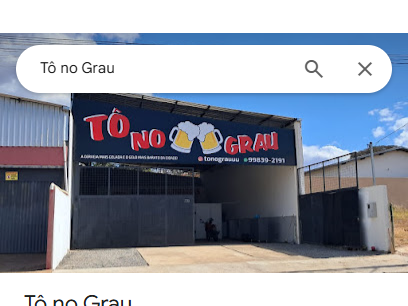 Tô no Grau
TÔ NO GRAU
A CERVEJA MAIS GELADA E O GELO MAIS BARATO DA CIDADE! tonograuuu 99839-2191
Tô no Grau